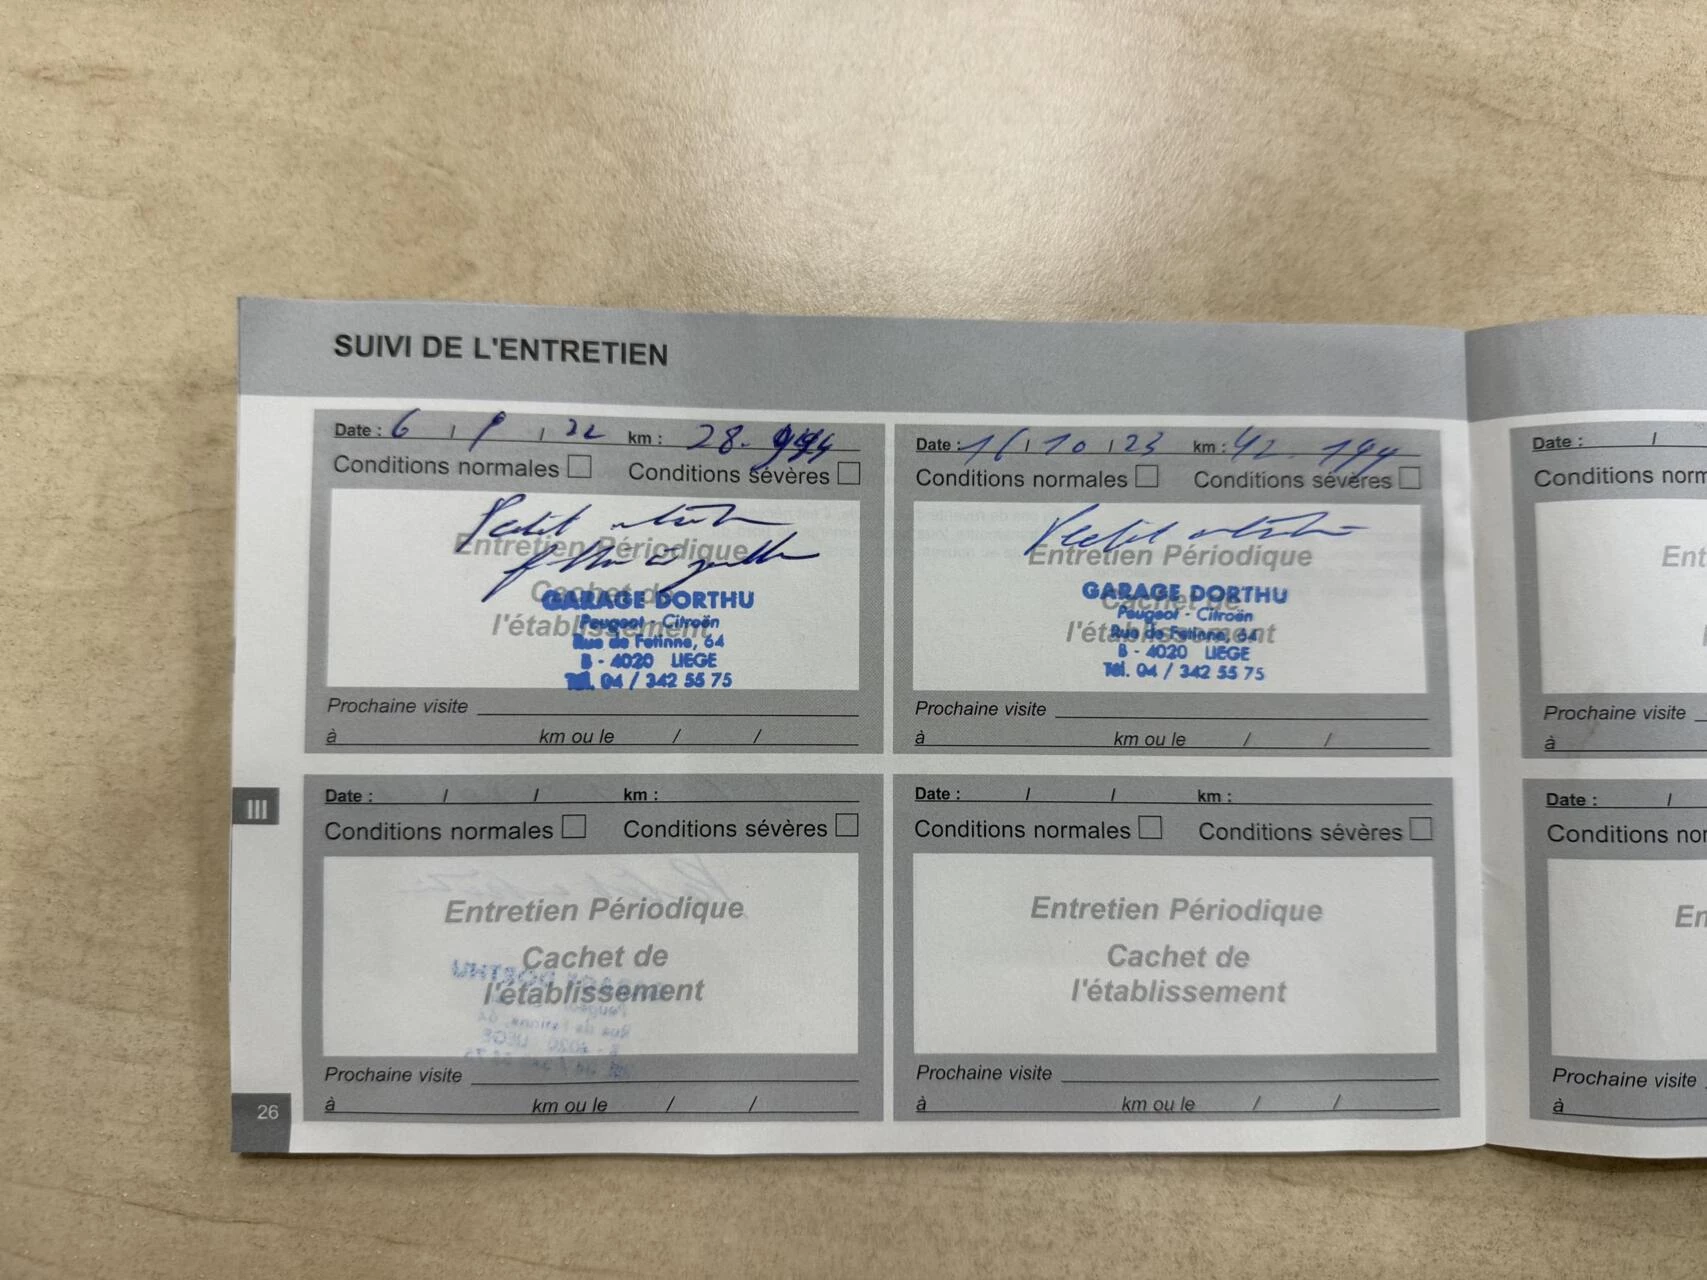 SUIVI DE L'ENTRETIEN
Date : 6 / 9 / 22 km : 28.
Conditions normales Conditions sévères
Petit entretien
Entretien Périodique
Cachet de
l'établissement
GARAGE DORTHU
Peugeot - Citroën
Rue de Fetinne, 64
B - 4020 LIEGE
Tél. 04 / 342 55 75
Prochaine visite
à km ou le / /
Date : 16 / 10 / 23 km : 42.194
Conditions normales Conditions sévères
Petit entretien
Entretien Périodique
Cachet de
l'établissement
GARAGE DORTHU
Peugeot - Citroën
Rue de Fetinne, 64
B - 4020 LIEGE
Tél. 04 / 342 55 75
Prochaine visite
à km ou le / /
Date : /
Conditions
Prochaine visite
à
III
Date : / / km :
Conditions normales Conditions sévères
Entretien Périodique
Cachet de
l'établissement
Prochaine visite
à km ou le / /
Date : / / km :
Conditions normales Conditions sévères
Entretien Périodique
Cachet de
l'établissement
Prochaine visite
à km ou le / /
Date : /
Conditions
Prochaine visite
à
26